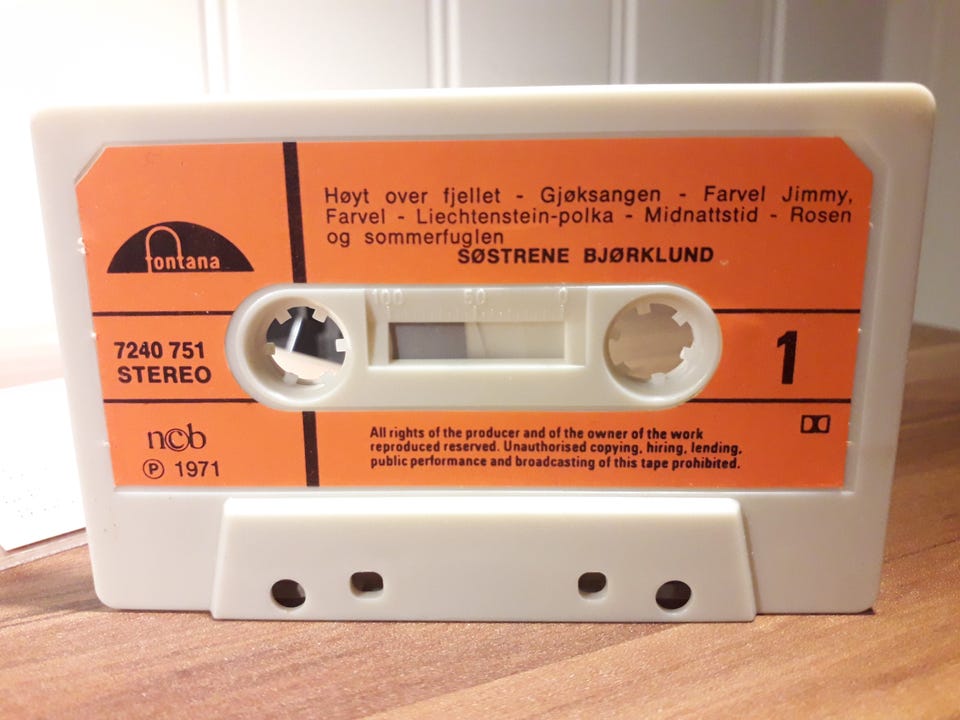 Høyt over fjellet - Gjøksangen - Farvel Jimmy,
Farvel - Liechtenstein-polka - Midnattstid - Rosen
og sommerfuglen
SØSTRENE BJØRKLUND
fontana
100 50 0
7240 751
STEREO
1
n©b
℗ 1971
All rights of the producer and of the owner of the work
reproduced reserved. Unauthorised copying, hiring, lending,
public performance and broadcasting of this tape prohibited.